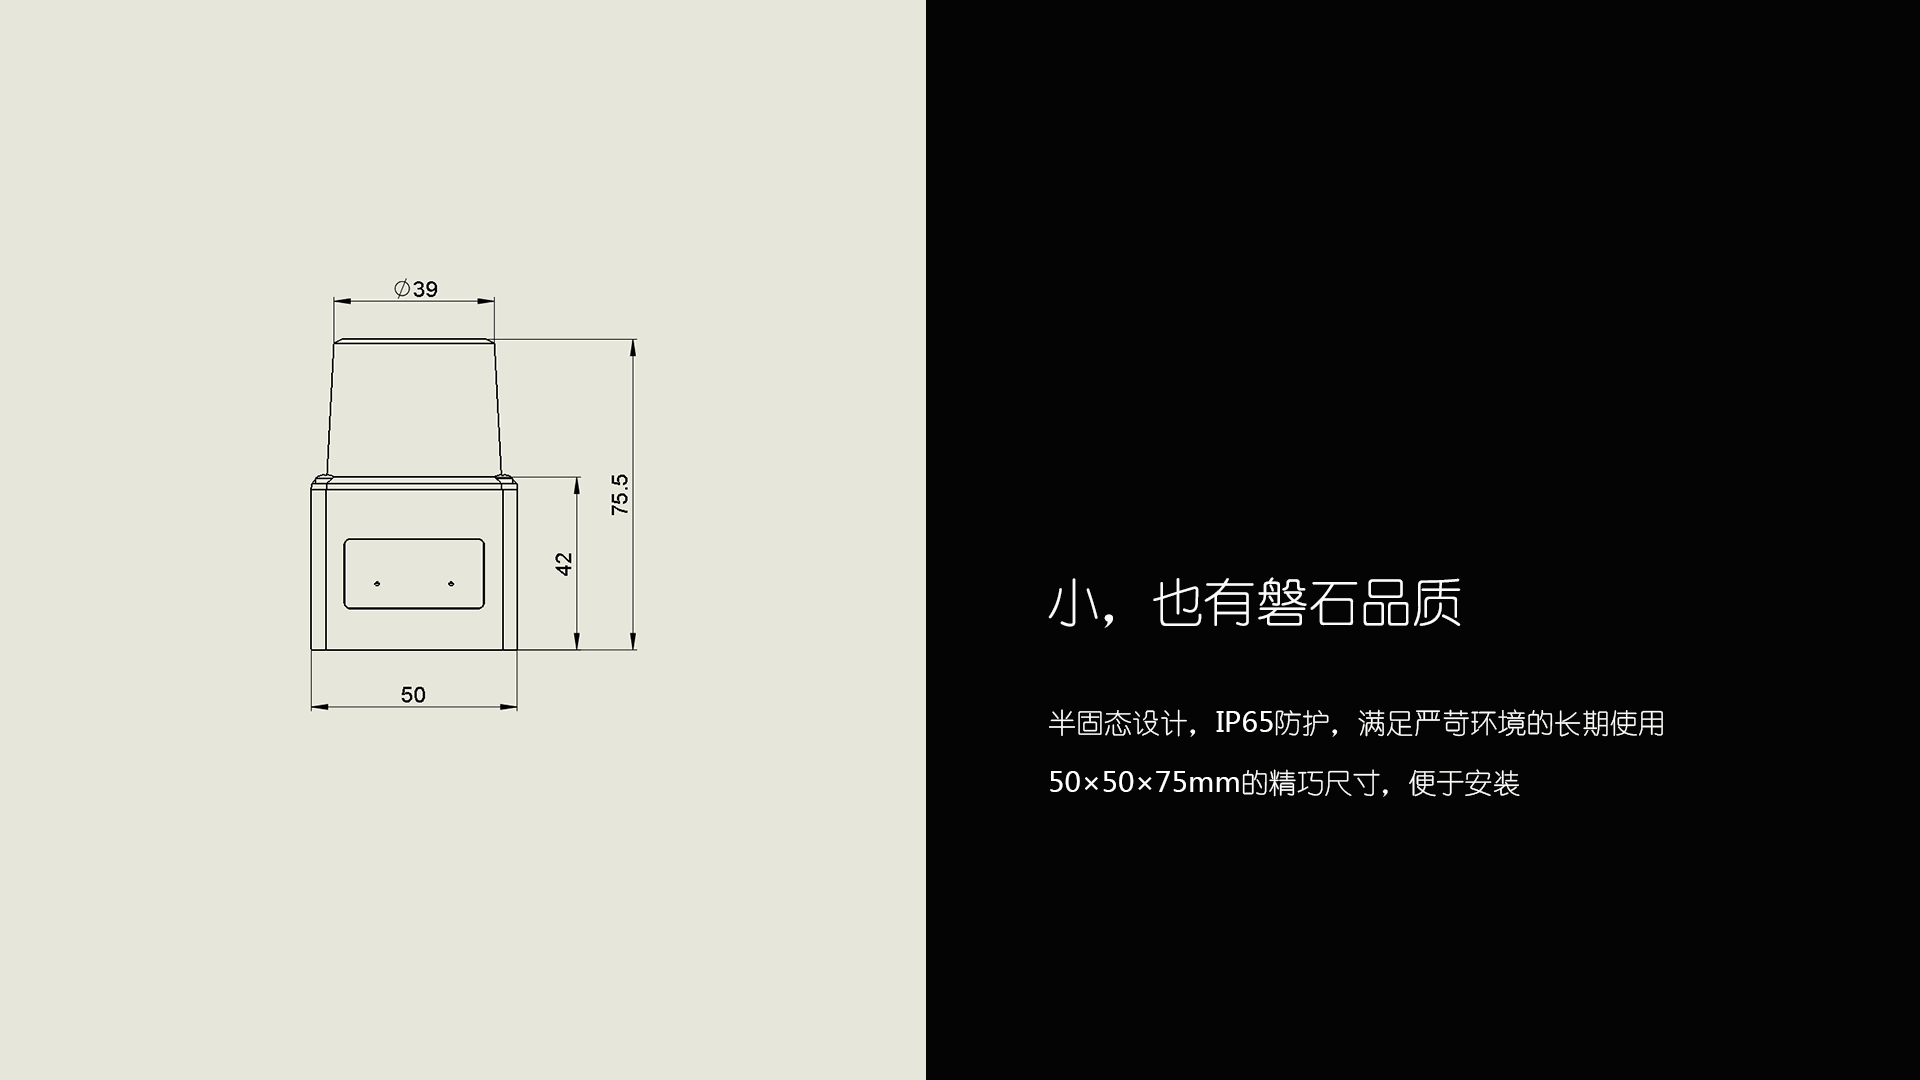 ∅39
75.5
42
50
小，也有磐石品质
半固态设计，IP65防护，满足严苛环境的长期使用
50×50×75mm的精巧尺寸，便于安装